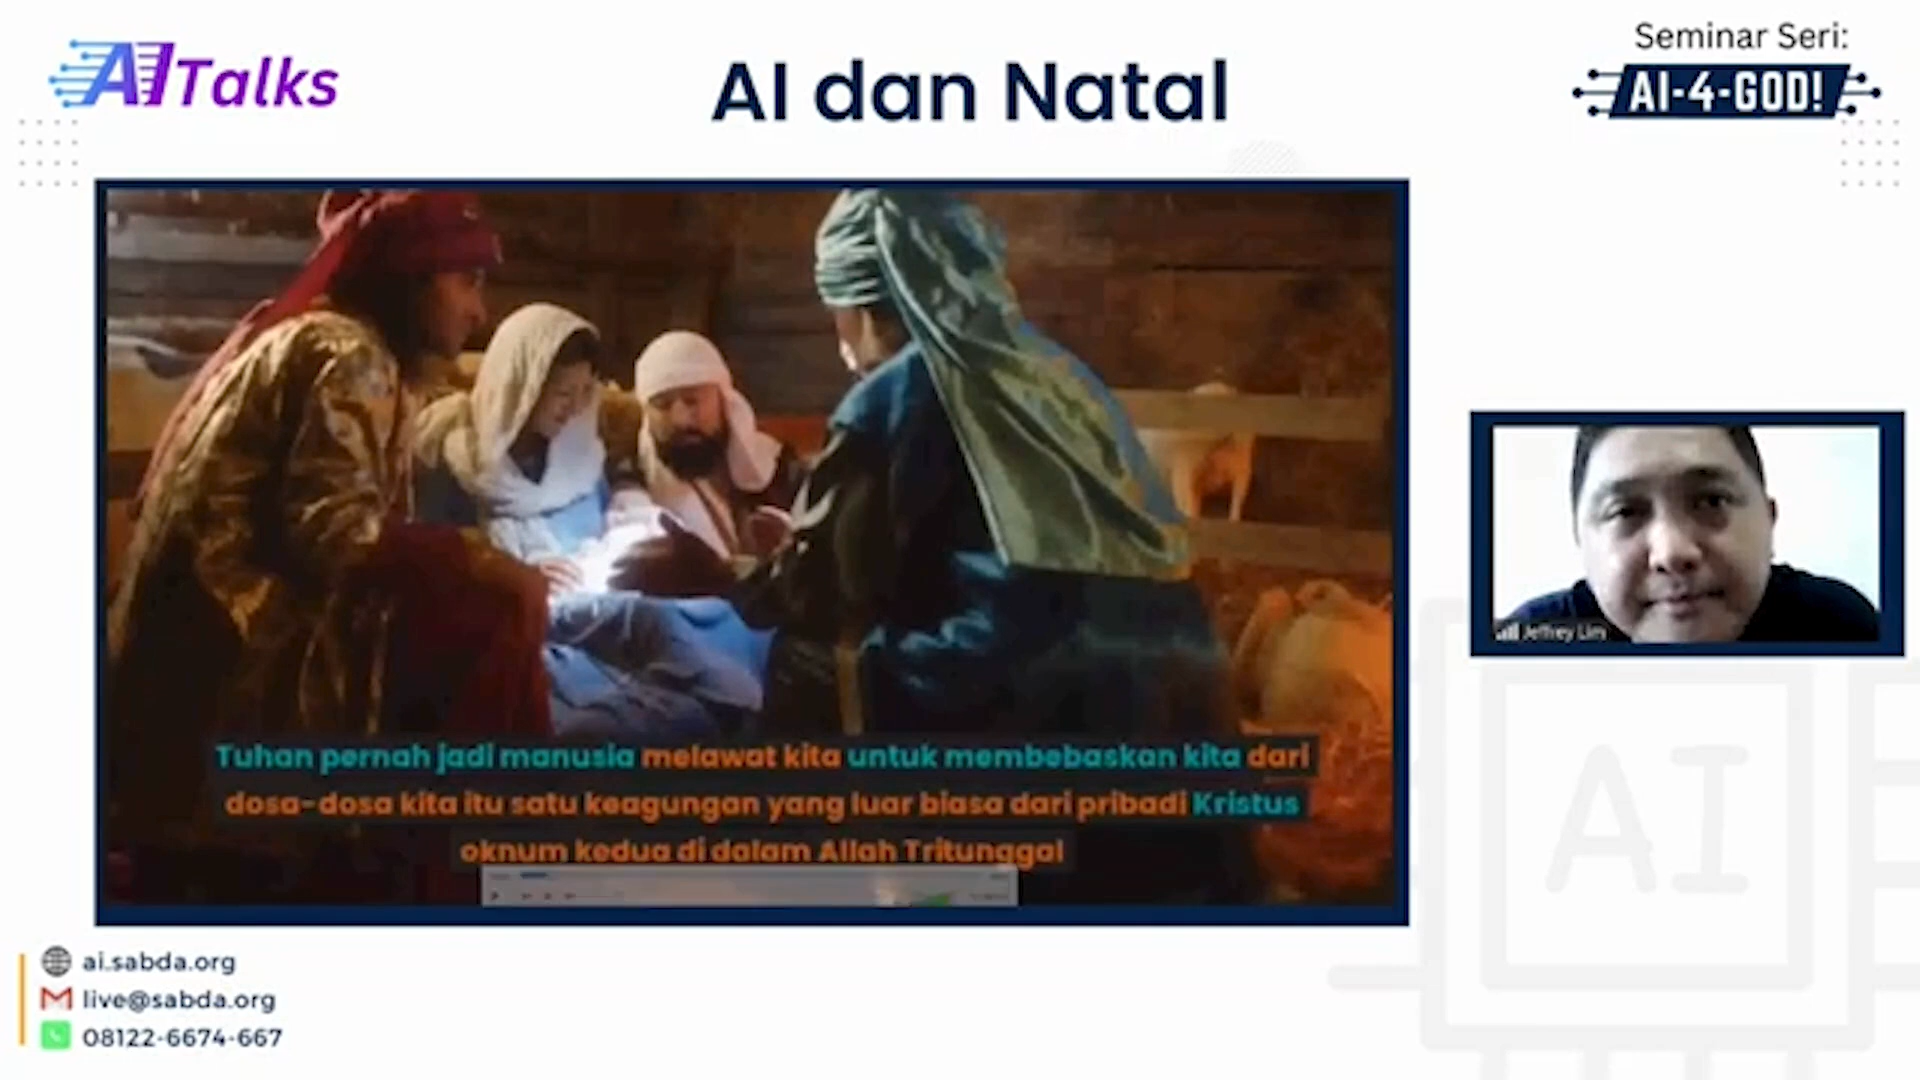 AI Talks
AI dan Natal
Seminar Seri:
AI-4-GOD!
Tuhan pernah jadi manusia melawat kita untuk membebaskan kita dari
dosa-dosa kita itu satu keagungan yang luar biasa dari pribadi Kristus
oknum kedua di dalam Allah Tritunggal
Jeffrey Lim
AI
ai.sabda.org
live@sabda.org
08122-6674-667